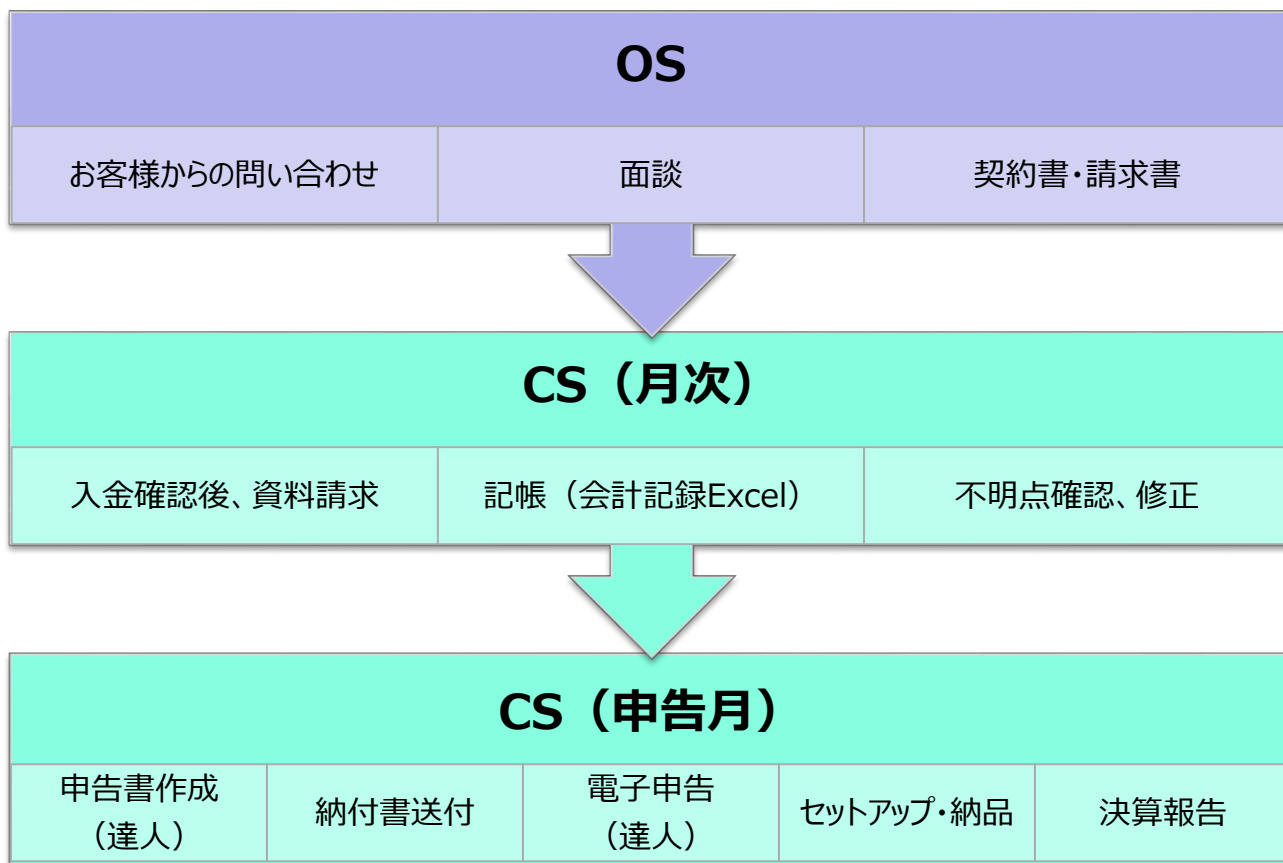 OS
お客様からの問い合わせ
面談
契約書・請求書
CS（月次）
入金確認後、資料請求
記帳（会計記録Excel）
不明点確認、修正
CS（申告月）
申告書作成
（達人）
納付書送付
電子申告
（達人）
セットアップ・納品
決算報告